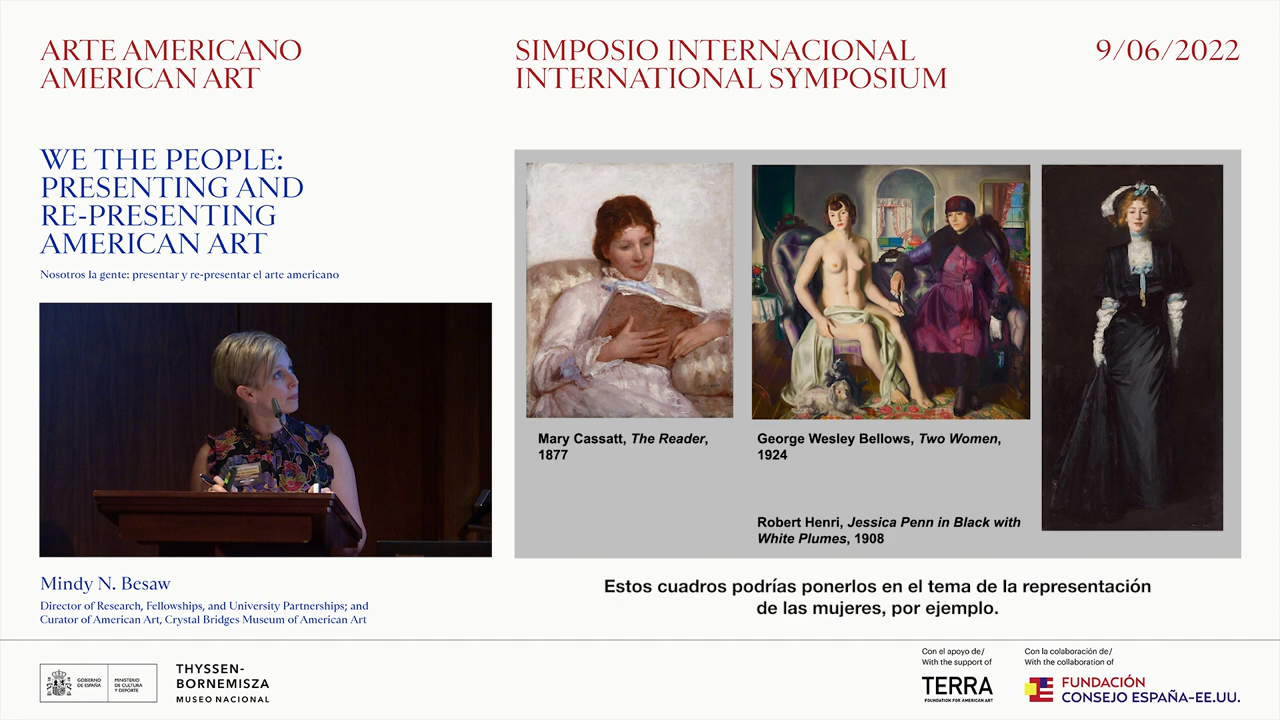 ARTE AMERICANO
AMERICAN ART
SIMPOSIO INTERNACIONAL
INTERNATIONAL SYMPOSIUM
9/06/2022
WE THE PEOPLE:
PRESENTING AND
RE-PRESENTING
AMERICAN ART
Nosotros la gente: presentar y re-presentar el arte americano
Mary Cassatt, The Reader,
1877
George Wesley Bellows, Two Women,
1924
Robert Henri, Jessica Penn in Black with
White Plumes, 1908
Mindy N. Besaw
Director of Research, Fellowships, and University Partnerships; and
Curator of American Art, Crystal Bridges Museum of American Art
Estos cuadros podrías ponerlos en el tema de la representación
de las mujeres, por ejemplo.
GOBIERNO
DE ESPAÑA
MINISTERIO
DE CULTURA
Y DEPORTE
THYSSEN-
BORNEMISZA
MUSEO NACIONAL
Con el apoyo de/
With the support of
TERRA
FOUNDATION FOR AMERICAN ART
Con la colaboración de/
With the collaboration of
FUNDACIÓN
CONSEJO ESPAÑA-EE.UU.